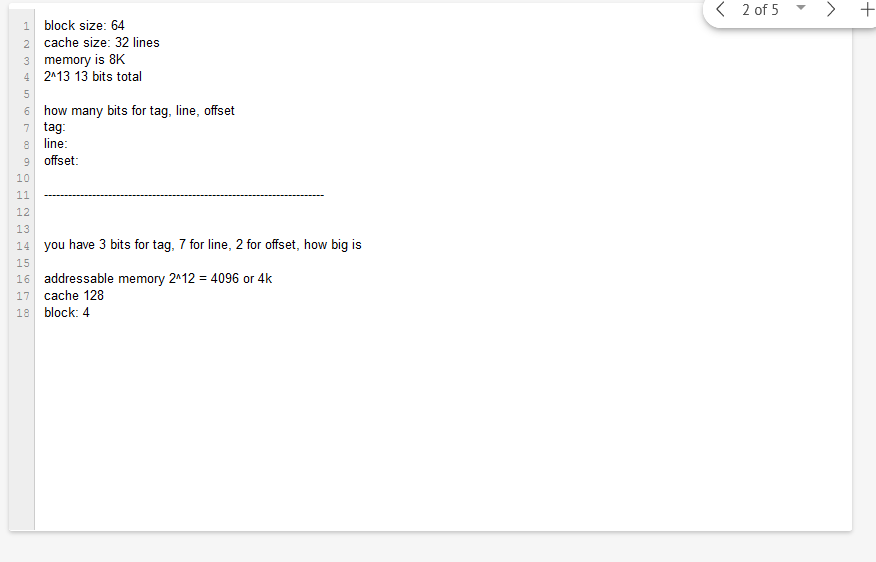 2 of 5
1 block size: 64
2 cache size: 32 lines
3 memory is 8K
4 2^13 13 bits total
5
6 how many bits for tag, line, offset
7 tag:
8 line:
9 offset:
10
11 ----------------------------------------------------------------------
12
13
14 you have 3 bits for tag, 7 for line, 2 for offset, how big is
15
16 addressable memory 2^12 = 4096 or 4k
17 cache 128
18 block: 4